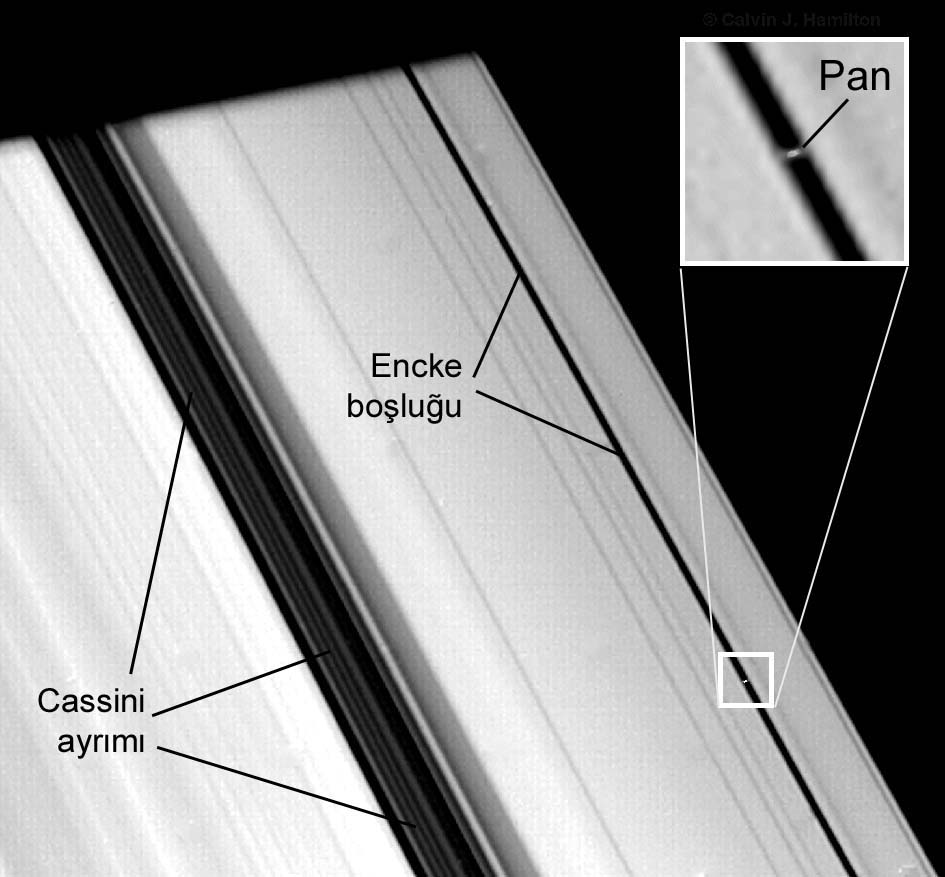 © Calvin J. Hamilton
Pan
Encke
boşluğu
Cassini
ayrımı